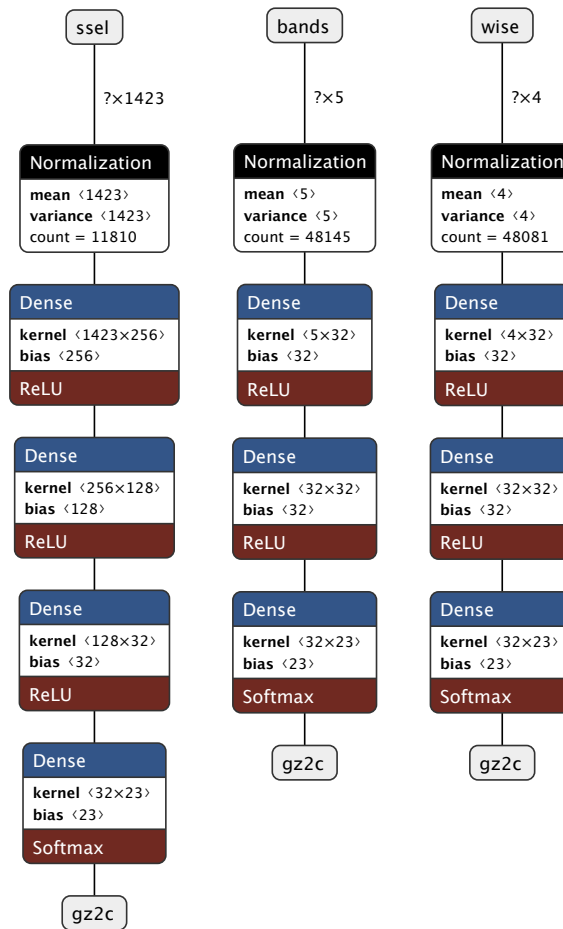 ssel
?×1423
Normalization
mean ⟨1423⟩
variance ⟨1423⟩
count = 11810
Dense
kernel ⟨1423×256⟩
bias ⟨256⟩
ReLU
Dense
kernel ⟨256×128⟩
bias ⟨128⟩
ReLU
Dense
kernel ⟨128×32⟩
bias ⟨32⟩
ReLU
Dense
kernel ⟨32×23⟩
bias ⟨23⟩
Softmax
gz2c
bands
?×5
Normalization
mean ⟨5⟩
variance ⟨5⟩
count = 48145
Dense
kernel ⟨5×32⟩
bias ⟨32⟩
ReLU
Dense
kernel ⟨32×32⟩
bias ⟨32⟩
ReLU
Dense
kernel ⟨32×23⟩
bias ⟨23⟩
Softmax
gz2c
wise
?×4
Normalization
mean ⟨4⟩
variance ⟨4⟩
count = 48081
Dense
kernel ⟨4×32⟩
bias ⟨32⟩
ReLU
Dense
kernel ⟨32×32⟩
bias ⟨32⟩
ReLU
Dense
kernel ⟨32×23⟩
bias ⟨23⟩
Softmax
gz2c